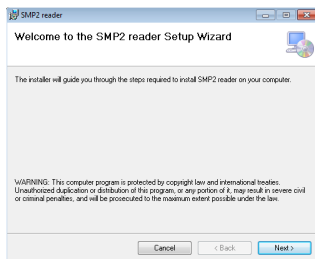 SMP2 reader
Welcome to the SMP2 reader Setup Wizard
The installer will guide you through the steps required to install SMP2 reader on your computer.
WARNING: This computer program is protected by copyright law and international treaties.
Unauthorized duplication or distribution of this program, or any portion of it, may result in severe civil
or criminal penalties, and will be prosecuted to the maximum extent possible under the law.
Cancel < Back Next >